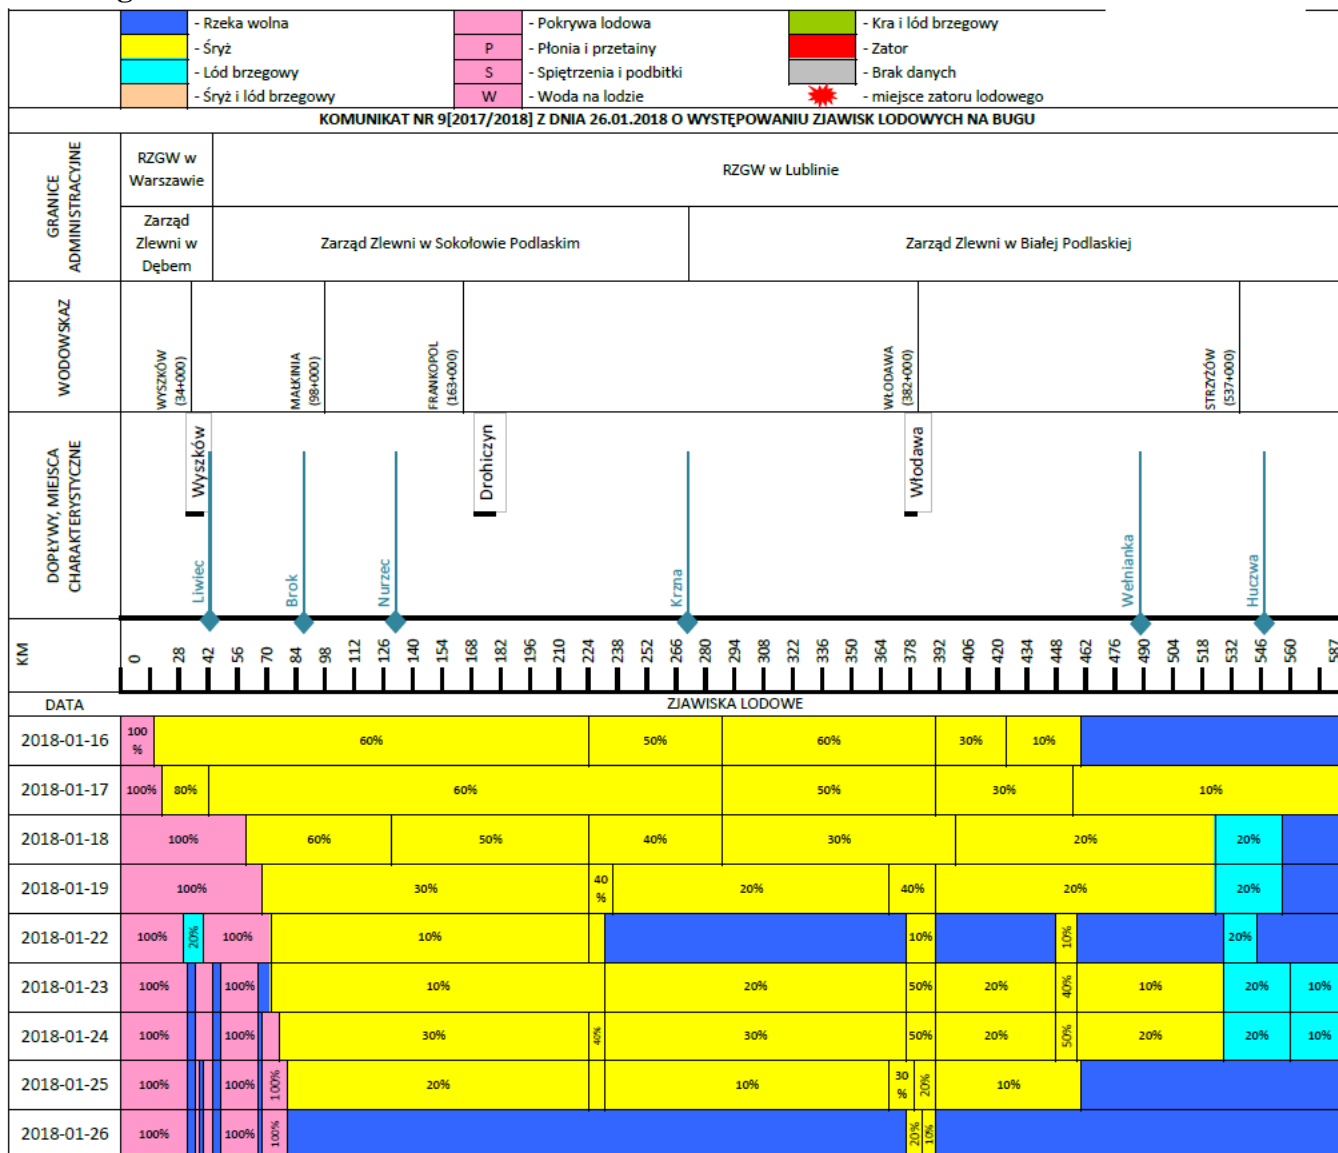 - Rzeka wolna - Pokrywa lodowa - Kra i lód brzegowy
- Śryż P - Płonia i przetainy - Zator
- Lód brzegowy S - Spiętrzenia i podbitki - Brak danych
- Śryż i lód brzegowy W - Woda na lodzie - miejsce zatoru lodowego
KOMUNIKAT NR 9[2017/2018] Z DNIA 26.01.2018 O WYSTĘPOWANIU ZJAWISK LODOWYCH NA BUGU
GRANICE
ADMINISTRACYJNE
RZGW w
Warszawie
RZGW w Lublinie
Zarząd
Zlewni w
Dębem
Zarząd Zlewni w Sokołowie Podlaskim
Zarząd Zlewni w Białej Podlaskiej
WODOWSKAZ
WYSZKÓW
(34+000)
MAŁKINIA
(98+000)
FRANKOPOL
(163+000)
WŁODAWA
(382+000)
STRZYŻÓW
(537+000)
DOPŁYWY, MIEJSCA
CHARAKTERYSTYCZNE
Wyszków
Drohiczyn
Włodawa
Liwiec
Brok
Nurzec
Krzna
Wełnianka
Huczwa
KM
0 28 42 56 70 84 98 112 126 140 154 168 182 196 210 224 238 252 266 280 294 308 322 336 350 364 378 392 406 420 434 448 462 476 490 504 518 532 546 560 587
DATA ZJAWISKA LODOWE
2018-01-16 100% 60% 50% 60% 30% 10%
2018-01-17 100% 80% 60% 50% 30% 10%
2018-01-18 100% 60% 50% 40% 30% 20% 20%
2018-01-19 100% 30% 40% 20% 40% 20% 20%
2018-01-22 100% 20% 100% 10% 10% 10% 20%
2018-01-23 100% 100% 10% 20% 50% 20% 40% 10% 20% 10%
2018-01-24 100% 100% 30% 40% 30% 50% 20% 50% 20% 20% 10%
2018-01-25 100% 100% 100% 20% 10% 30% 20% 10%
2018-01-26 100% 100% 100% 20% 10%